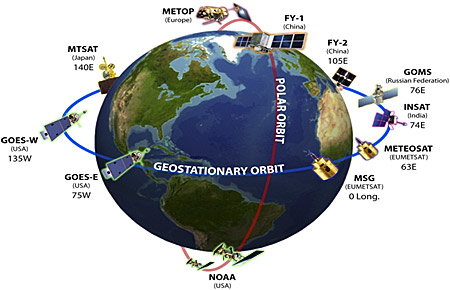 METOP
(Europe)
FY-1
(China)
FY-2
(China)
105E
MTSAT
(Japan)
140E
GOMS
(Russian Federation)
76E
INSAT
(India)
74E
POLAR ORBIT
GOES-W
(USA)
135W
METEOSAT
(EUMETSAT)
63E
GOES-E
(USA)
75W
GEOSTATIONARY ORBIT
MSG
(EUMETSAT)
0 Long.
NOAA
(USA)